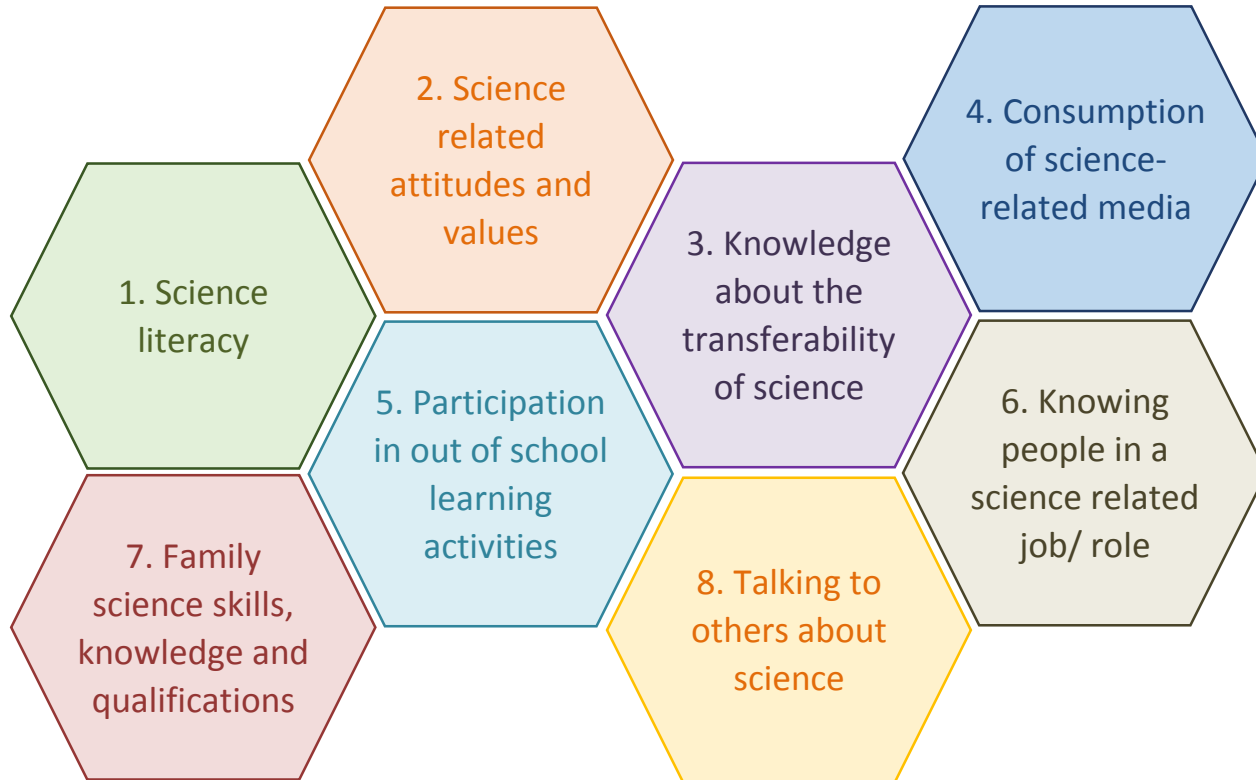 1. Science
literacy
2. Science
related
attitudes and
values
3. Knowledge
about the
transferability
of science
4. Consumption
of science-
related media
5. Participation
in out of school
learning
activities
6. Knowing
people in a
science related
job/ role
7. Family
science skills,
knowledge and
qualifications
8. Talking to
others about
science